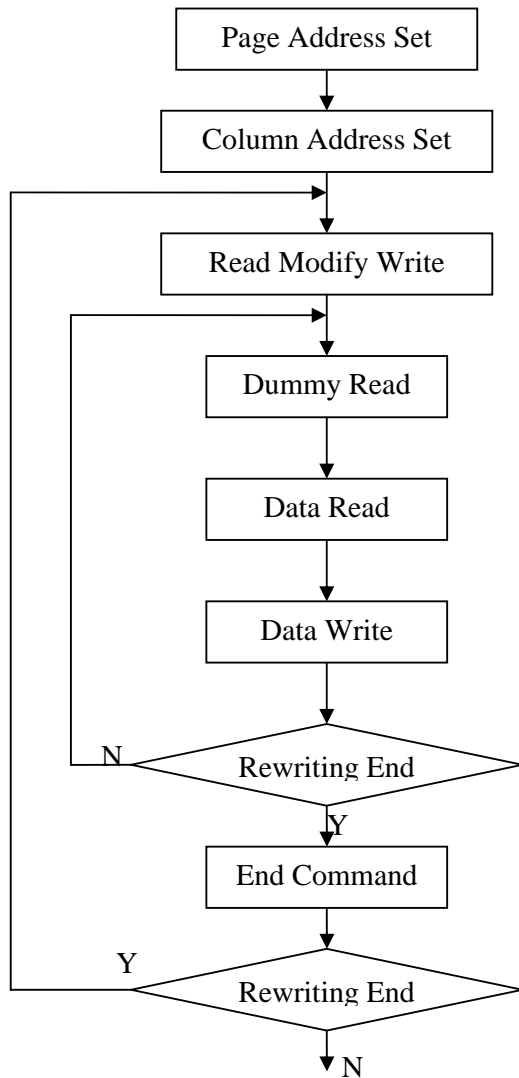 Page Address Set
Column Address Set
Read Modify Write
Dummy Read
Data Read
Data Write
N
Rewriting End
Y
End Command
Y
Rewriting End
N